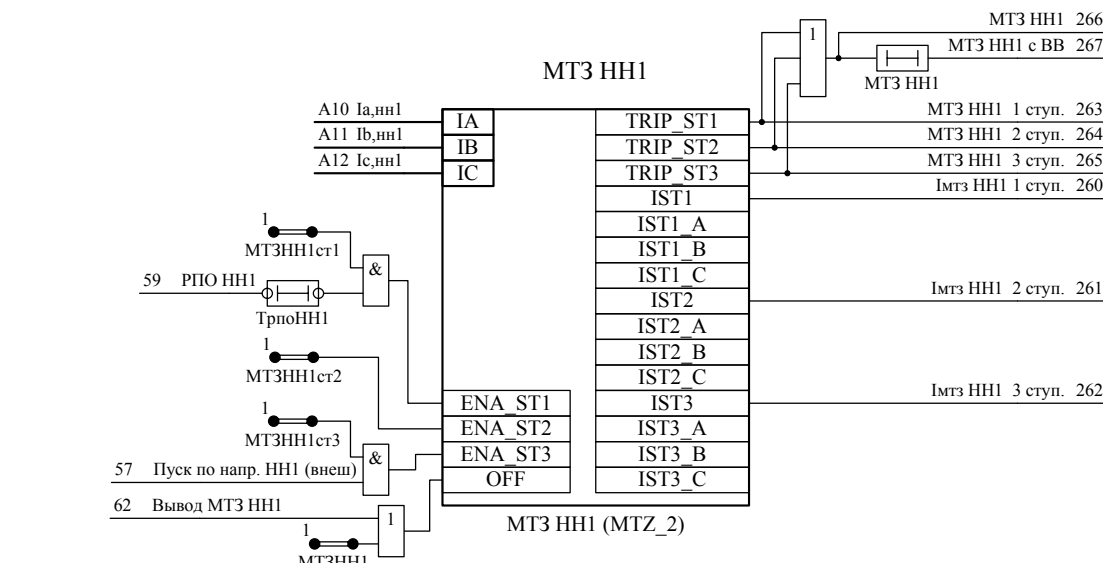 МТЗ НН1 266
1
МТЗ НН1 с ВВ 267
МТЗ НН1
МТЗ НН1
A10 Ia,нн1
IA
TRIP_ST1
МТЗ НН1 1 ступ. 263
A11 Ib,нн1
IB
TRIP_ST2
МТЗ НН1 2 ступ. 264
A12 Ic,нн1
IC
TRIP_ST3
МТЗ НН1 3 ступ. 265
IST1
Iмтз НН1 1 ступ. 260
IST1_A
1
МТЗНН1ст1
IST1_B
&
IST1_C
59 РПО НН1
IST2
Iмтз НН1 2 ступ. 261
ТрпоНН1
IST2_A
1
IST2_B
МТЗНН1ст2
IST2_C
ENA_ST1
IST3
Iмтз НН1 3 ступ. 262
1
МТЗНН1ст3
ENA_ST2
IST3_A
&
ENA_ST3
IST3_B
57 Пуск по напр. НН1 (внеш)
OFF
IST3_C
62 Вывод МТЗ НН1
1
МТЗ НН1 (MTZ_2)
1
МТЗНН1